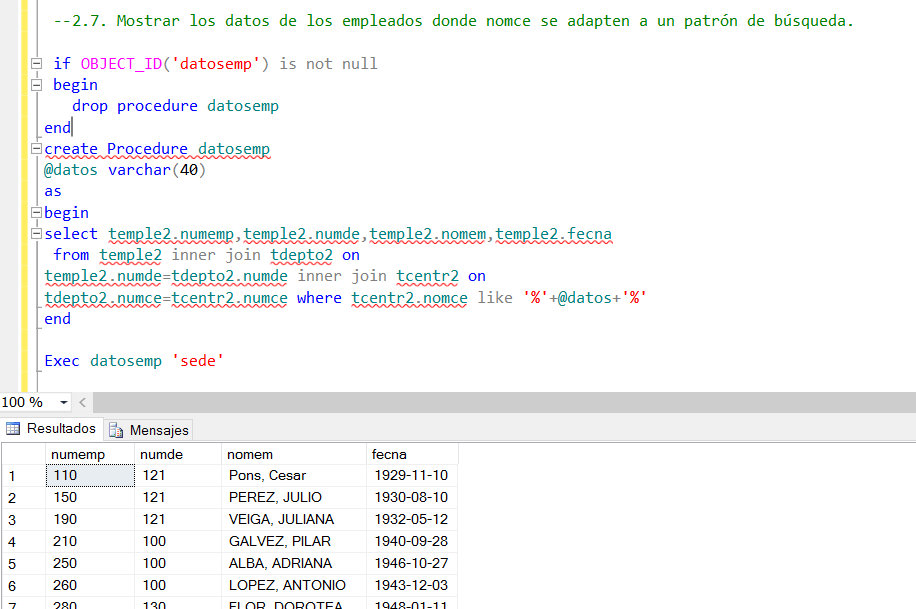 --2.7. Mostrar los datos de los empleados donde nomce se adapten a un patrón de búsqueda.
if OBJECT_ID('datosemp') is not null
begin
drop procedure datosemp
end
create Procedure datosemp
@datos varchar(40)
as
begin
select temple2.numemp,temple2.numde,temple2.nomem,temple2.fecna
from temple2 inner join tdepto2 on
temple2.numde=tdepto2.numde inner join tcentr2 on
tdepto2.numce=tcentr2.numce where tcentr2.nomce like '%'+@datos+'%'
end
Exec datosemp 'sede'
100 %
Resultados Mensajes
numemp numde nomem fecna
1 110 121 Pons, Cesar 1929-11-10
2 150 121 PEREZ, JULIO 1930-08-10
3 190 121 VEIGA, JULIANA 1932-05-12
4 210 100 GALVEZ, PILAR 1940-09-28
5 250 100 ALBA, ADRIANA 1946-10-27
6 260 100 LOPEZ, ANTONIO 1943-12-03
7 280 130 FLOR, DOROTEA 1948-01-11